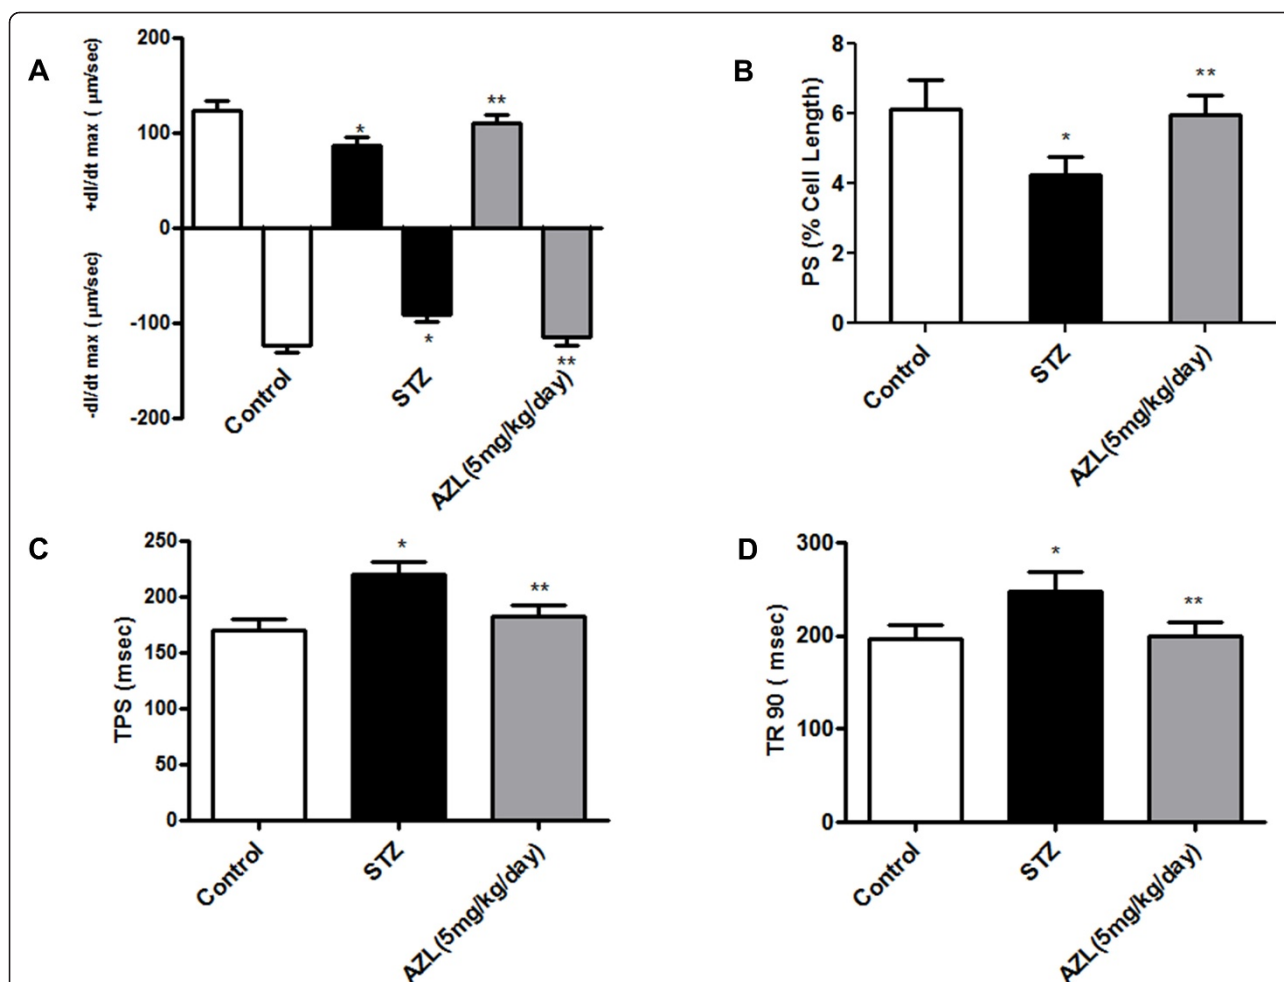 A
+dl/dt max ( µm/sec)
-dl/dt max ( µm/sec)
200
100
0
-100
-200
*
**
*
**
Control
STZ
AZL(5mg/kg/day)
B
PS (% Cell Length)
8
6
4
2
0
*
**
Control
STZ
AZL(5mg/kg/day)
C
TPS (msec)
250
200
150
100
50
0
*
**
Control
STZ
AZL(5mg/kg/day)
D
TR 90 ( msec)
300
200
100
0
*
**
Control
STZ
AZL(5mg/kg/day)